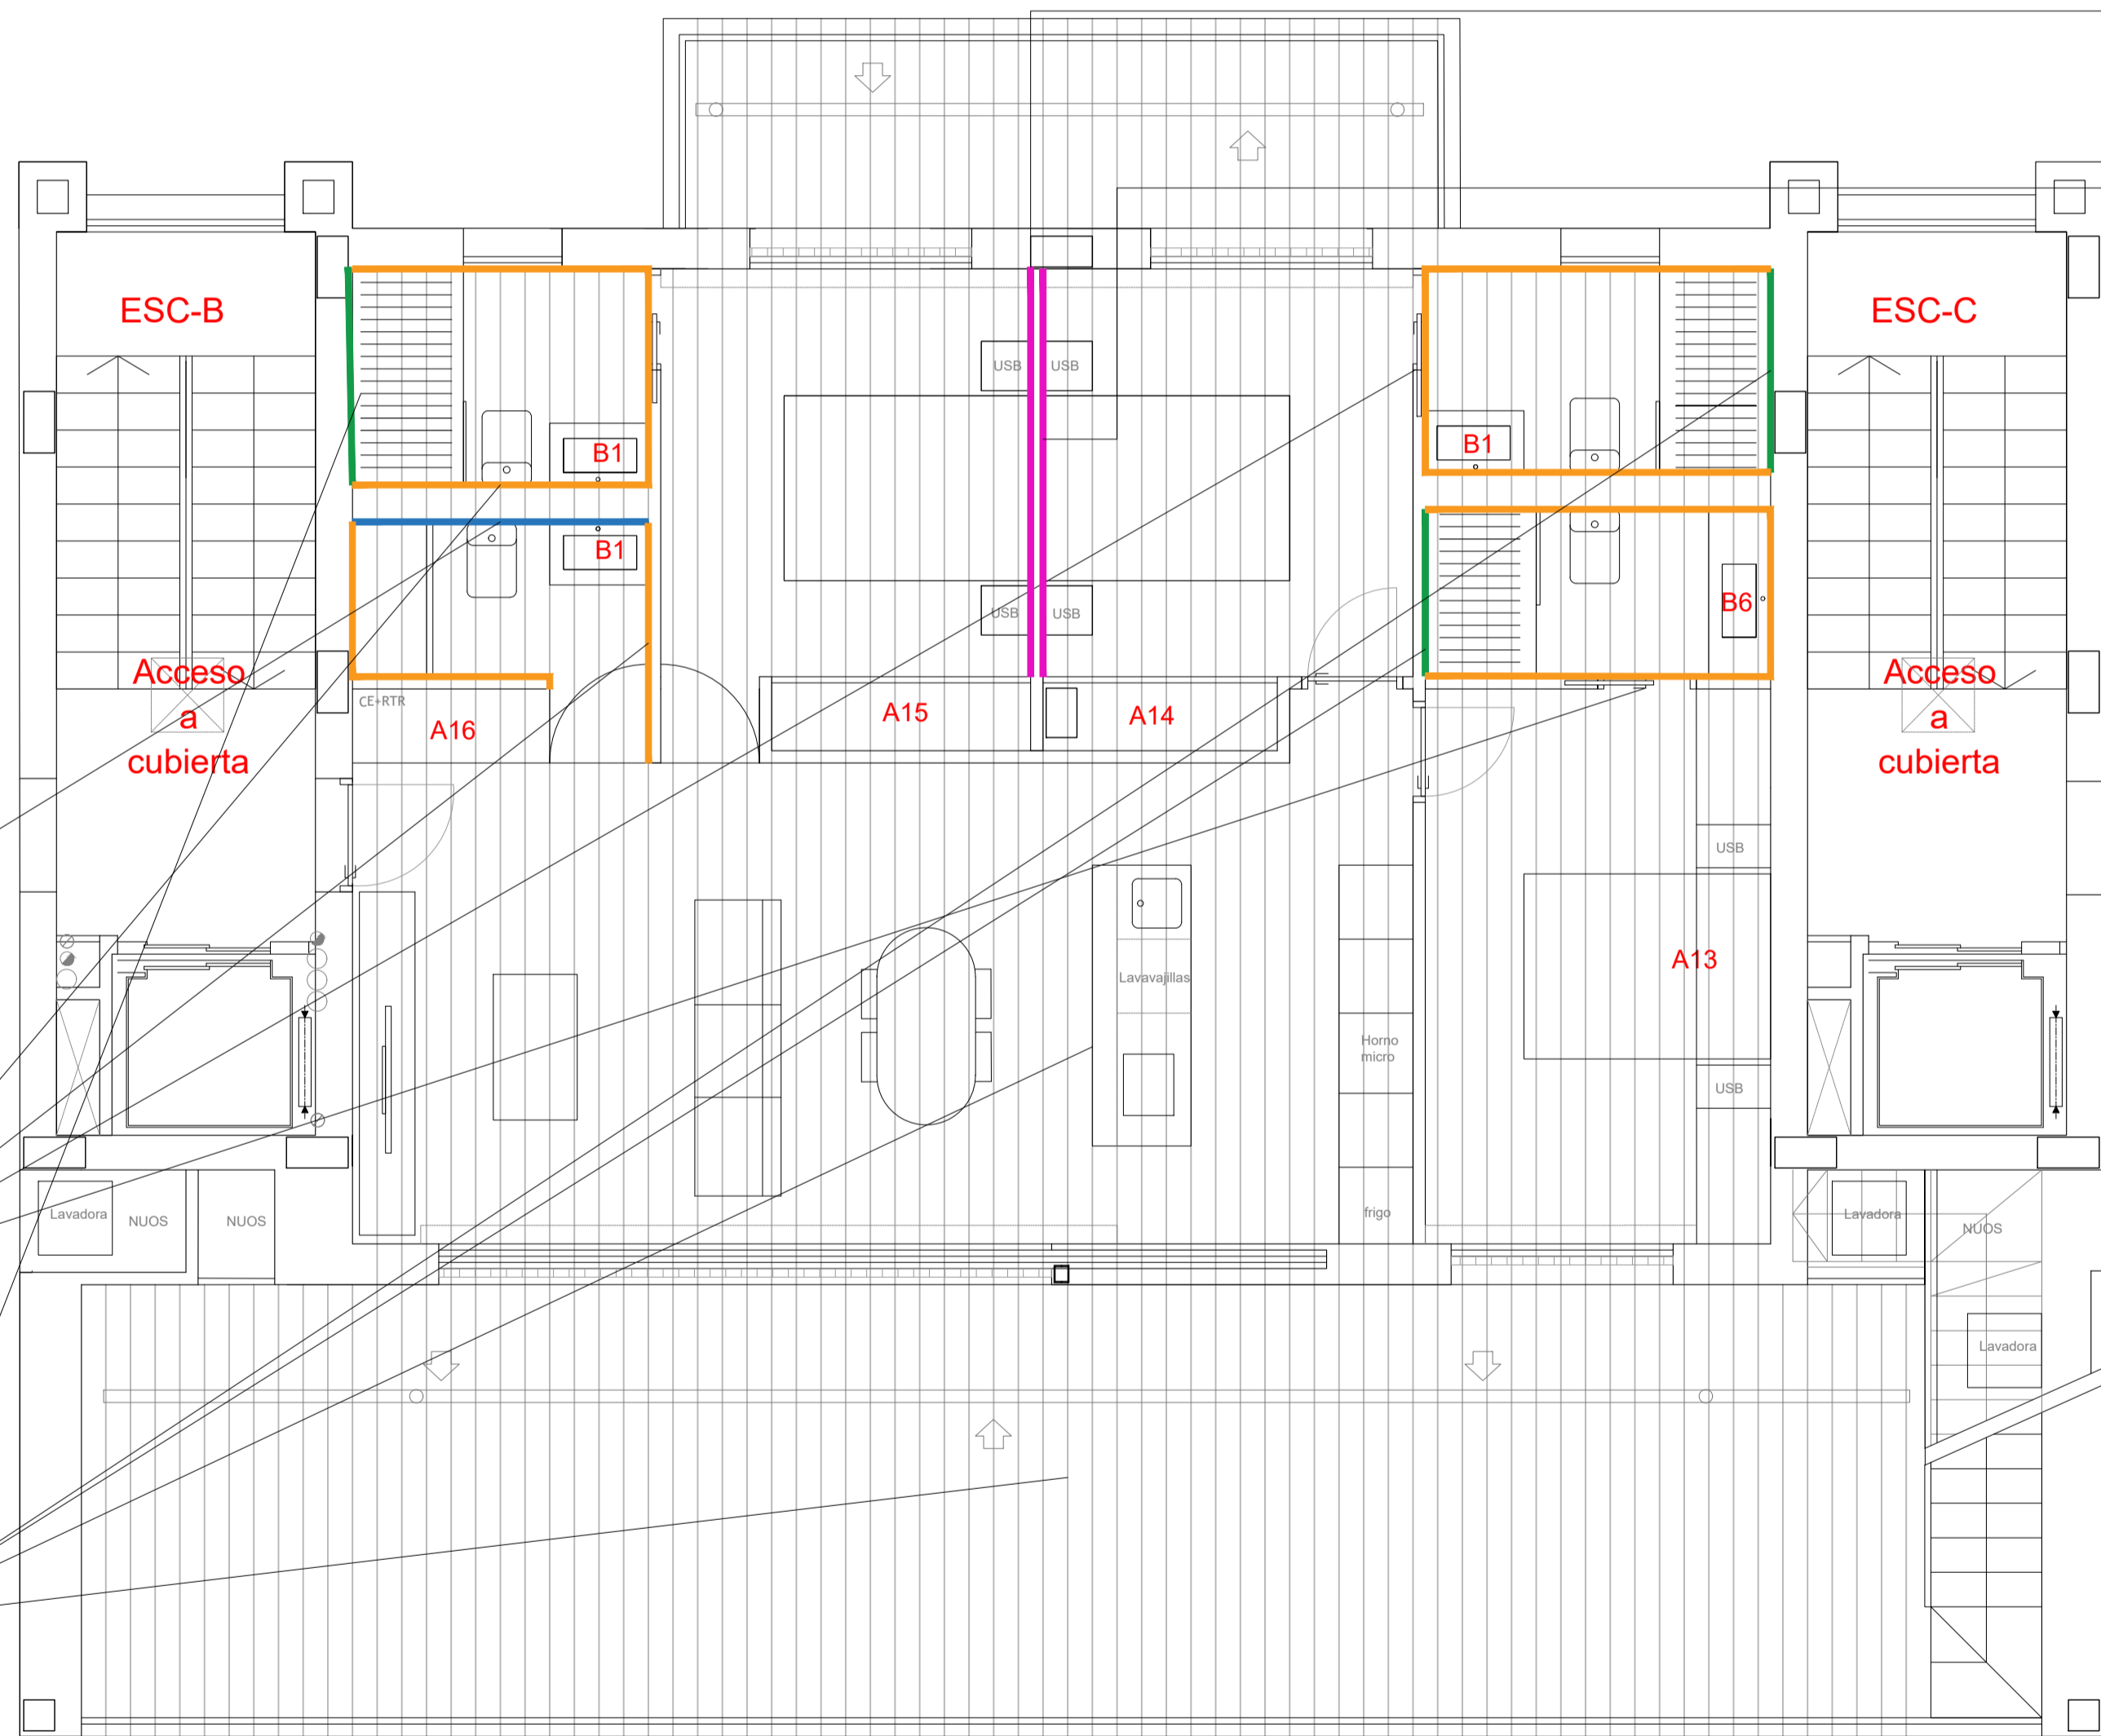 ESC-B
ESC-C
USB
USB
B1
B1
B1
USB
USB
B6
Acceso
a
cubierta
Acceso
a
cubierta
CE+RTR
A16
A15
A14
USB
A13
Lavavajillas
Horno
micro
USB
frigo
Lavadora
NUOS
NUOS
Lavadora
NUOS
Lavadora